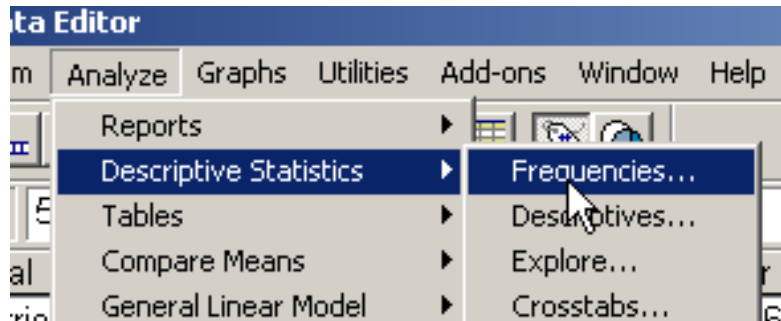 ta Editor
m Analyze Graphs Utilities Add-ons Window Help
Reports
Descriptive Statistics
Frequencies...
Tables
Descriptives...
Compare Means
Explore...
General Linear Model
Crosstabs...